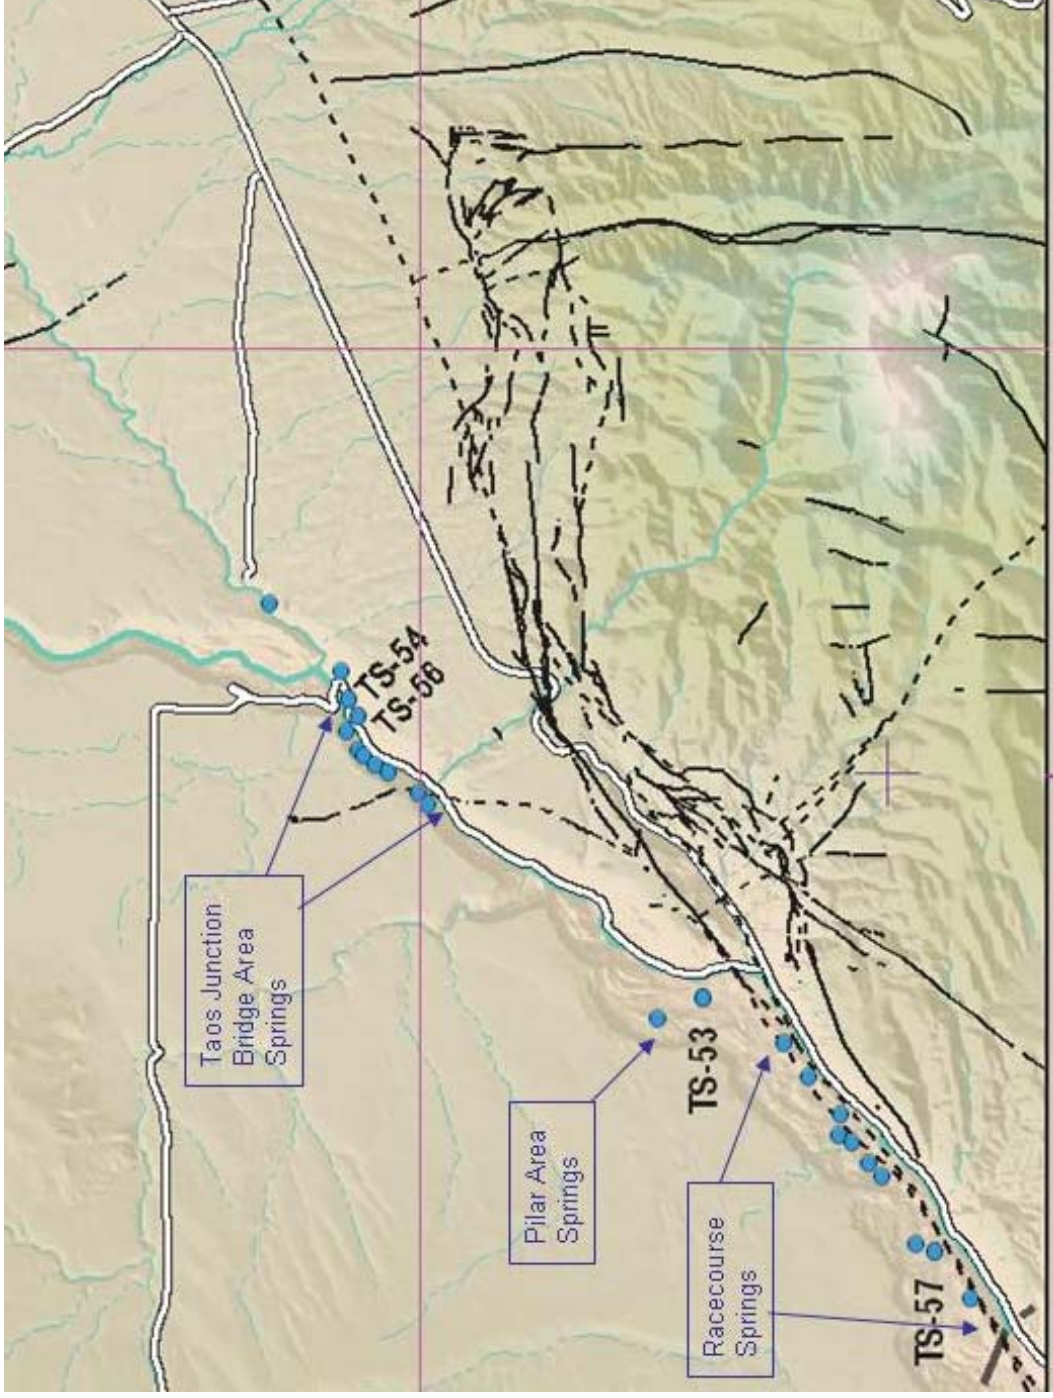 Taos Junction
Bridge Area
Springs
TS-54
TS-56
Pilar Area
Springs
TS-53
Racecourse
Springs
TS-57